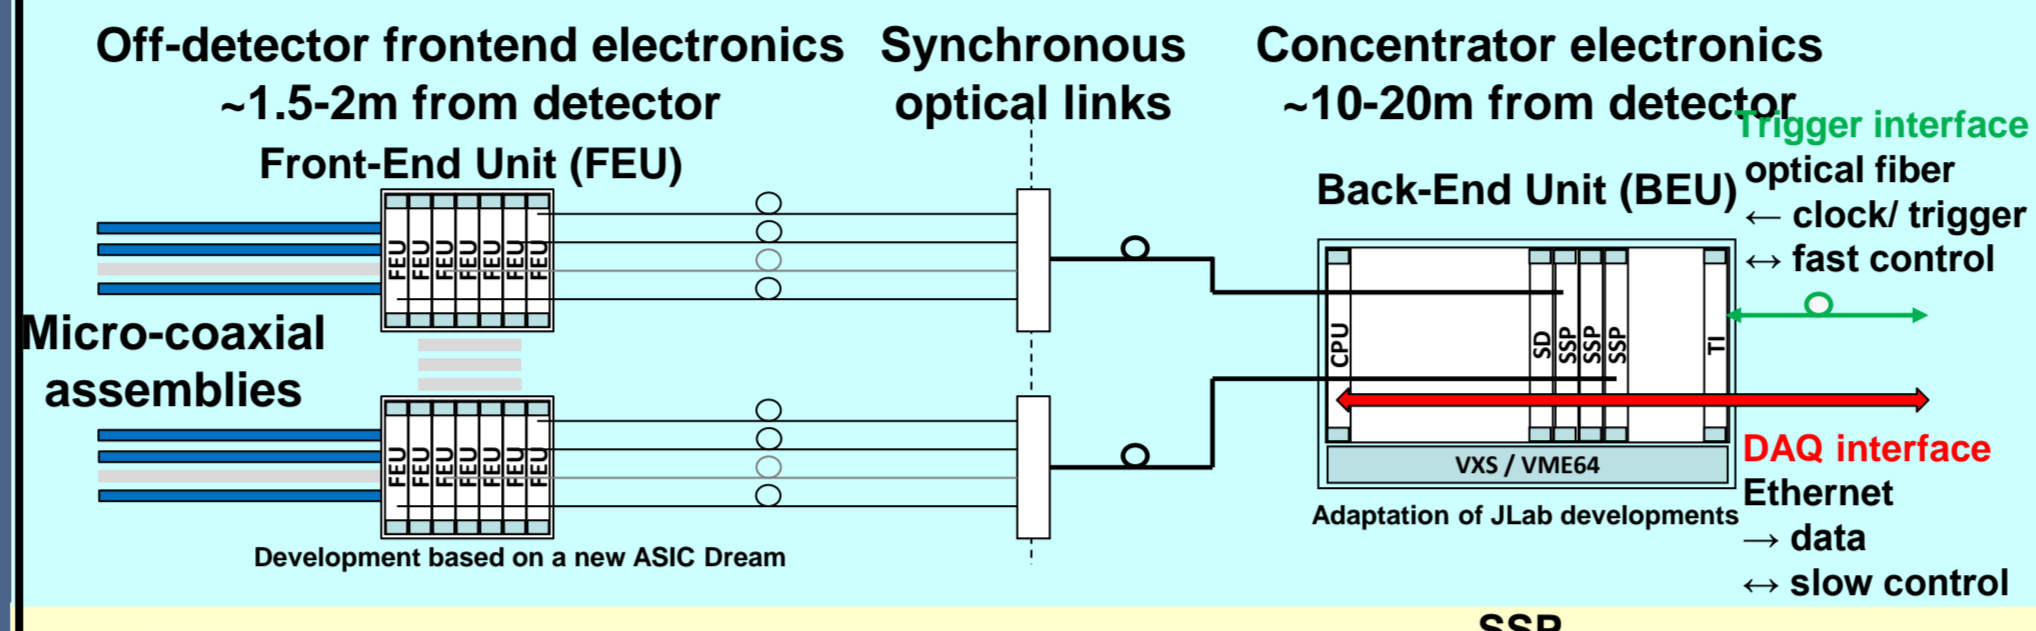 Off-detector frontend electronics
~1.5-2m from detector
Synchronous
optical links
Concentrator electronics
~10-20m from detector
Front-End Unit (FEU)
Back-End Unit (BEU)
Trigger interface
optical fiber
← clock/ trigger
↔ fast control
FEU FEU FEU FEU FEU FEU FEU
Micro-coaxial
assemblies
CPU SD SSP SSP SSP TI
FEU FEU FEU FEU FEU FEU FEU
VXS / VME64
Adaptation of JLab developments
DAQ interface
Ethernet
→ data
↔ slow control
Development based on a new ASIC Dream
SSP